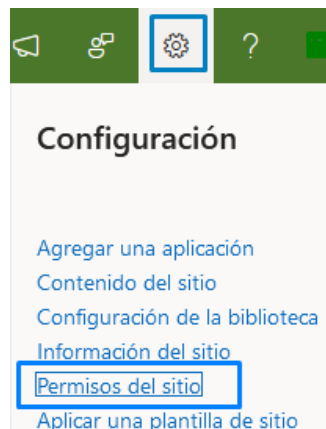 ?
Configuración
Agregar una aplicación
Contenido del sitio
Configuración de la biblioteca
Información del sitio
Permisos del sitio
Aplicar una plantilla de sitio